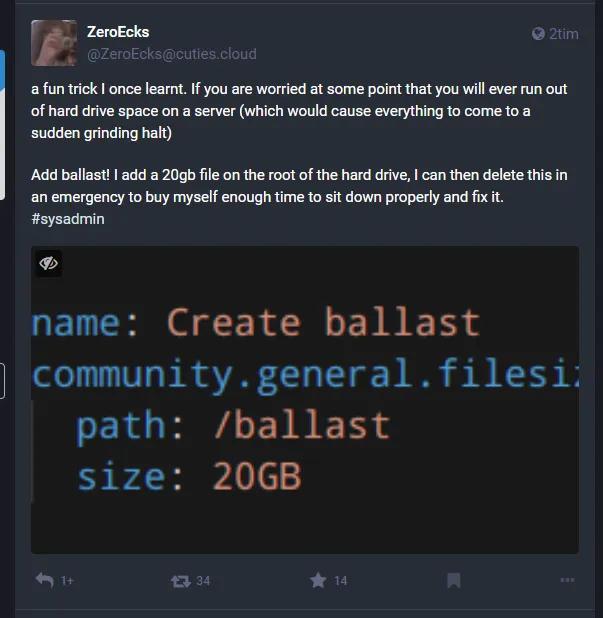 ZeroEcks
@ZeroEcks@cuties.cloud
2tim
a fun trick I once learnt. If you are worried at some point that you will ever run out
of hard drive space on a server (which would cause everything to come to a
sudden grinding halt)
Add ballast! I add a 20gb file on the root of the hard drive, I can then delete this in
an emergency to buy myself enough time to sit down properly and fix it.
#sysadmin
name: Create ballast
community.general.filesiz
path: /ballast
size: 20GB
1+
34
14